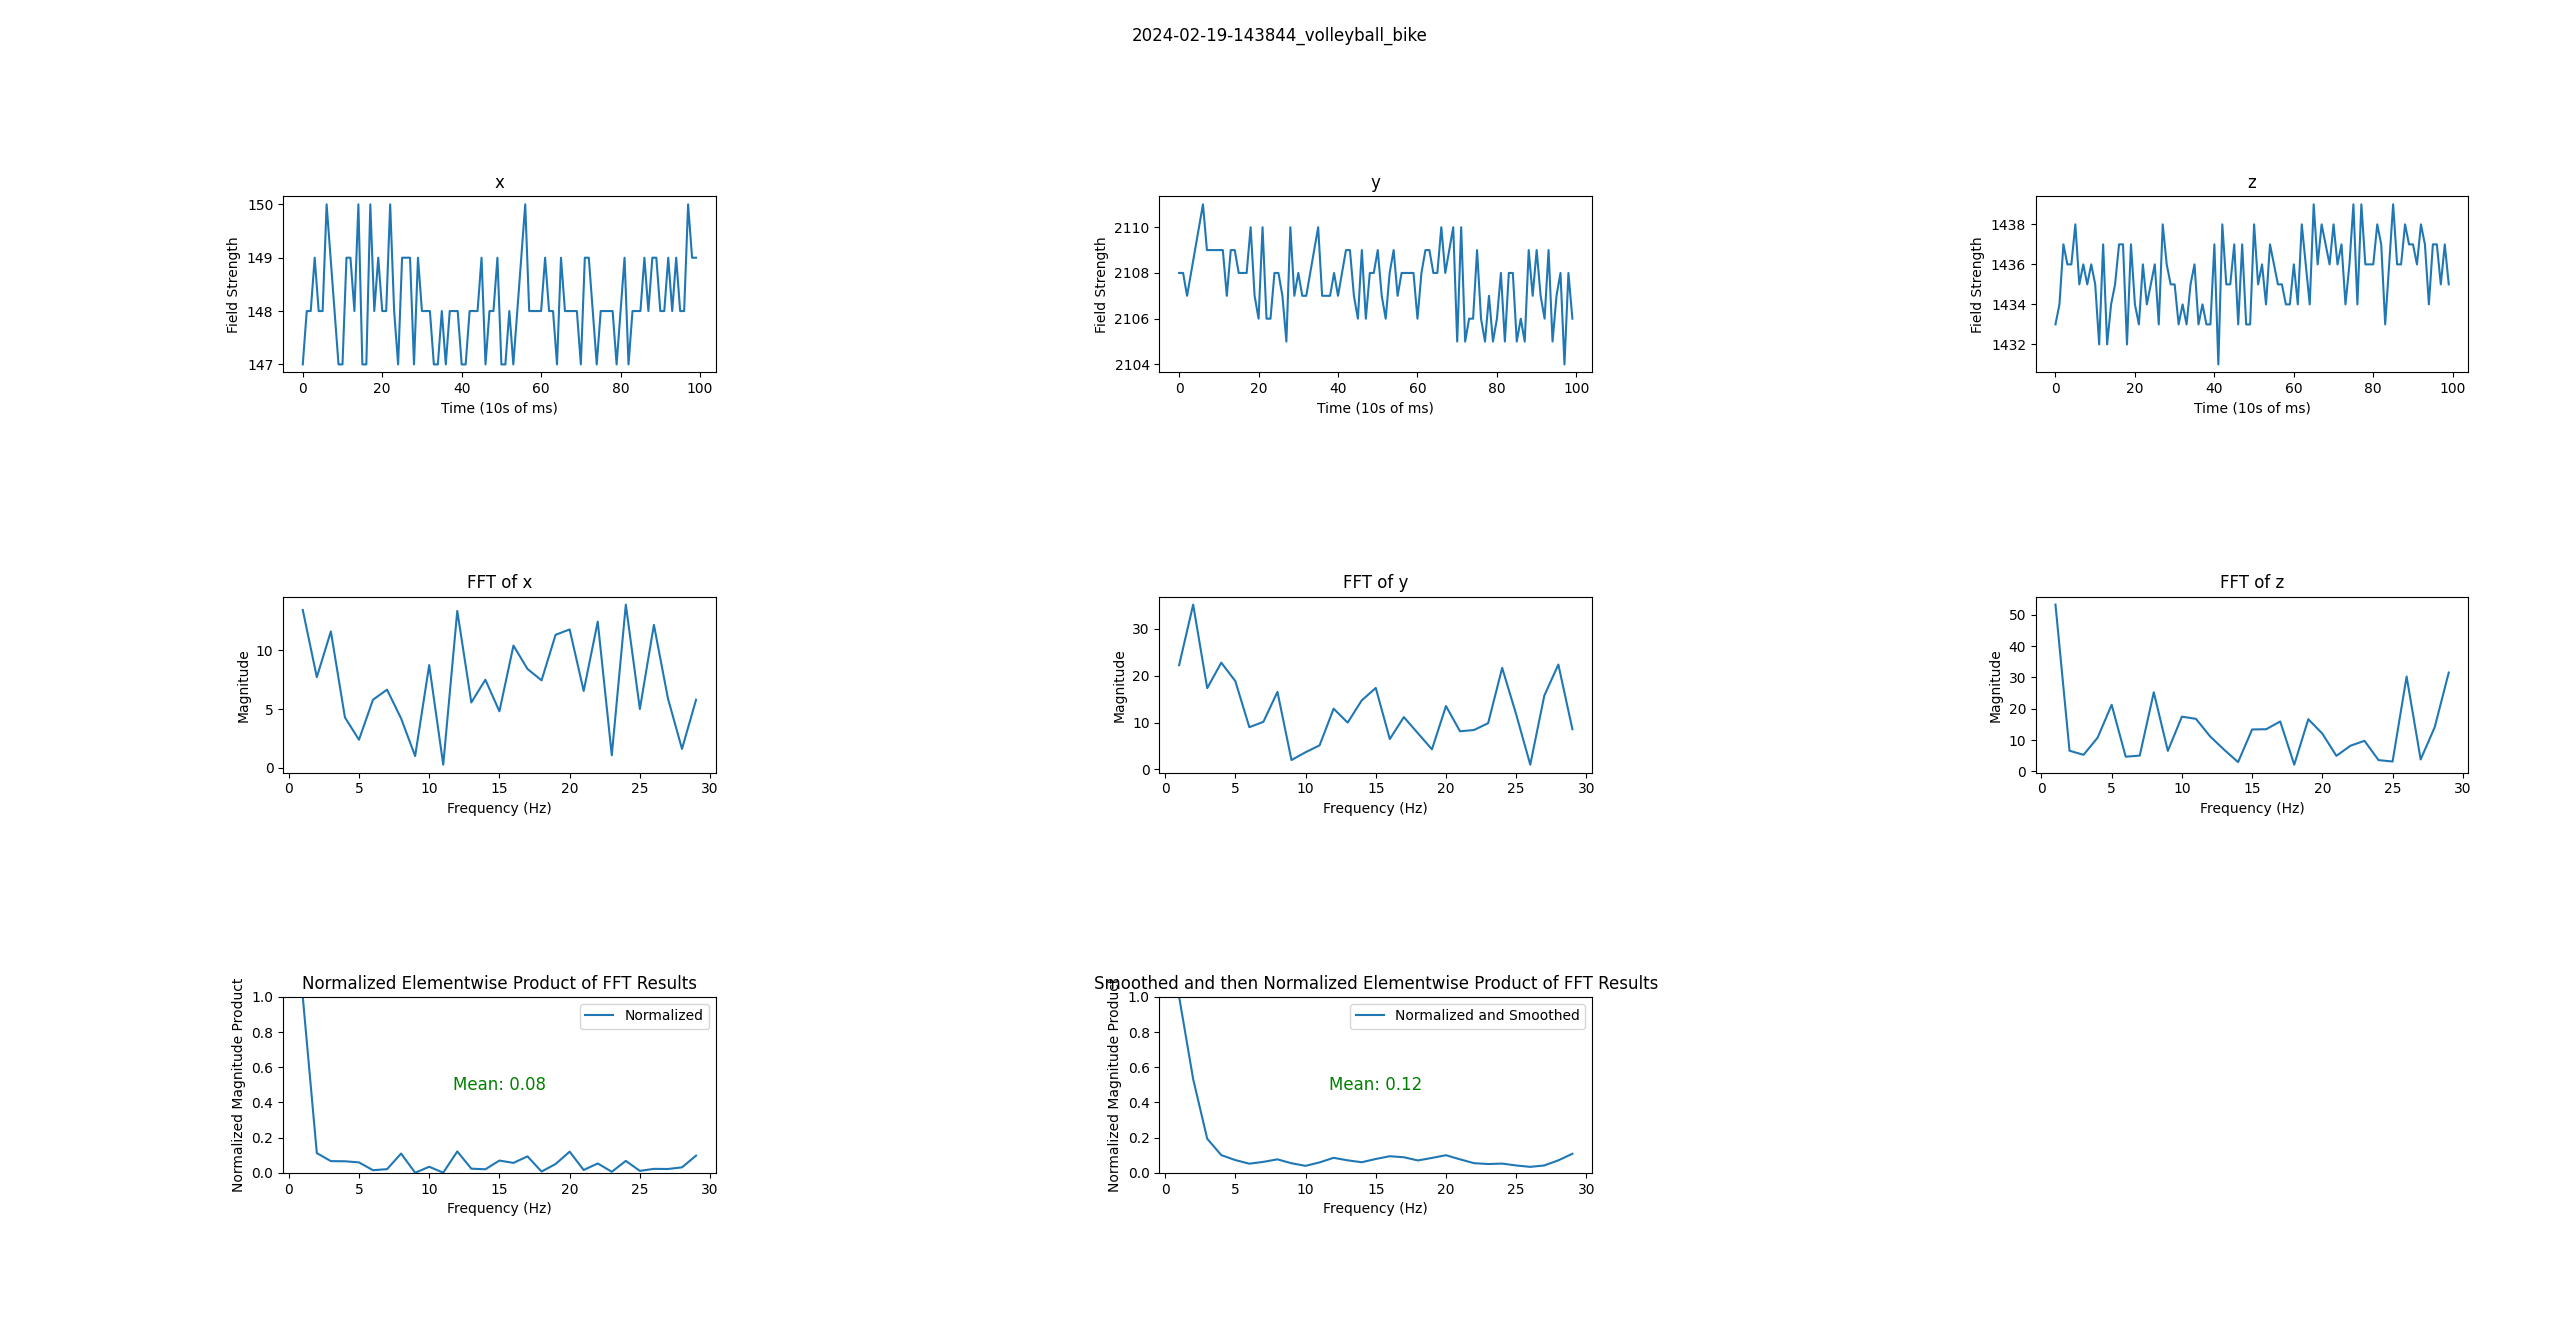 2024-02-19-143844_volleyball_bike
x
150
149
148
147
Field Strength
0 20 40 60 80 100
Time (10s of ms)
y
2110
2108
2106
2104
Field Strength
0 20 40 60 80 100
Time (10s of ms)
z
1438
1436
1434
1432
Field Strength
0 20 40 60 80 100
Time (10s of ms)
FFT of x
10
5
0
Magnitude
0 5 10 15 20 25 30
Frequency (Hz)
FFT of y
30
20
10
0
Magnitude
0 5 10 15 20 25 30
Frequency (Hz)
FFT of z
50
40
30
20
10
0
Magnitude
0 5 10 15 20 25 30
Frequency (Hz)
Normalized Elementwise Product of FFT Results
1.0
0.8
0.6
0.4
0.2
0.0
Normalized Magnitude Product
Normalized
Mean: 0.08
0 5 10 15 20 25 30
Frequency (Hz)
Smoothed and then Normalized Elementwise Product of FFT Results
1.0
0.8
0.6
0.4
0.2
0.0
Normalized Magnitude Product
Normalized and Smoothed
Mean: 0.12
0 5 10 15 20 25 30
Frequency (Hz)